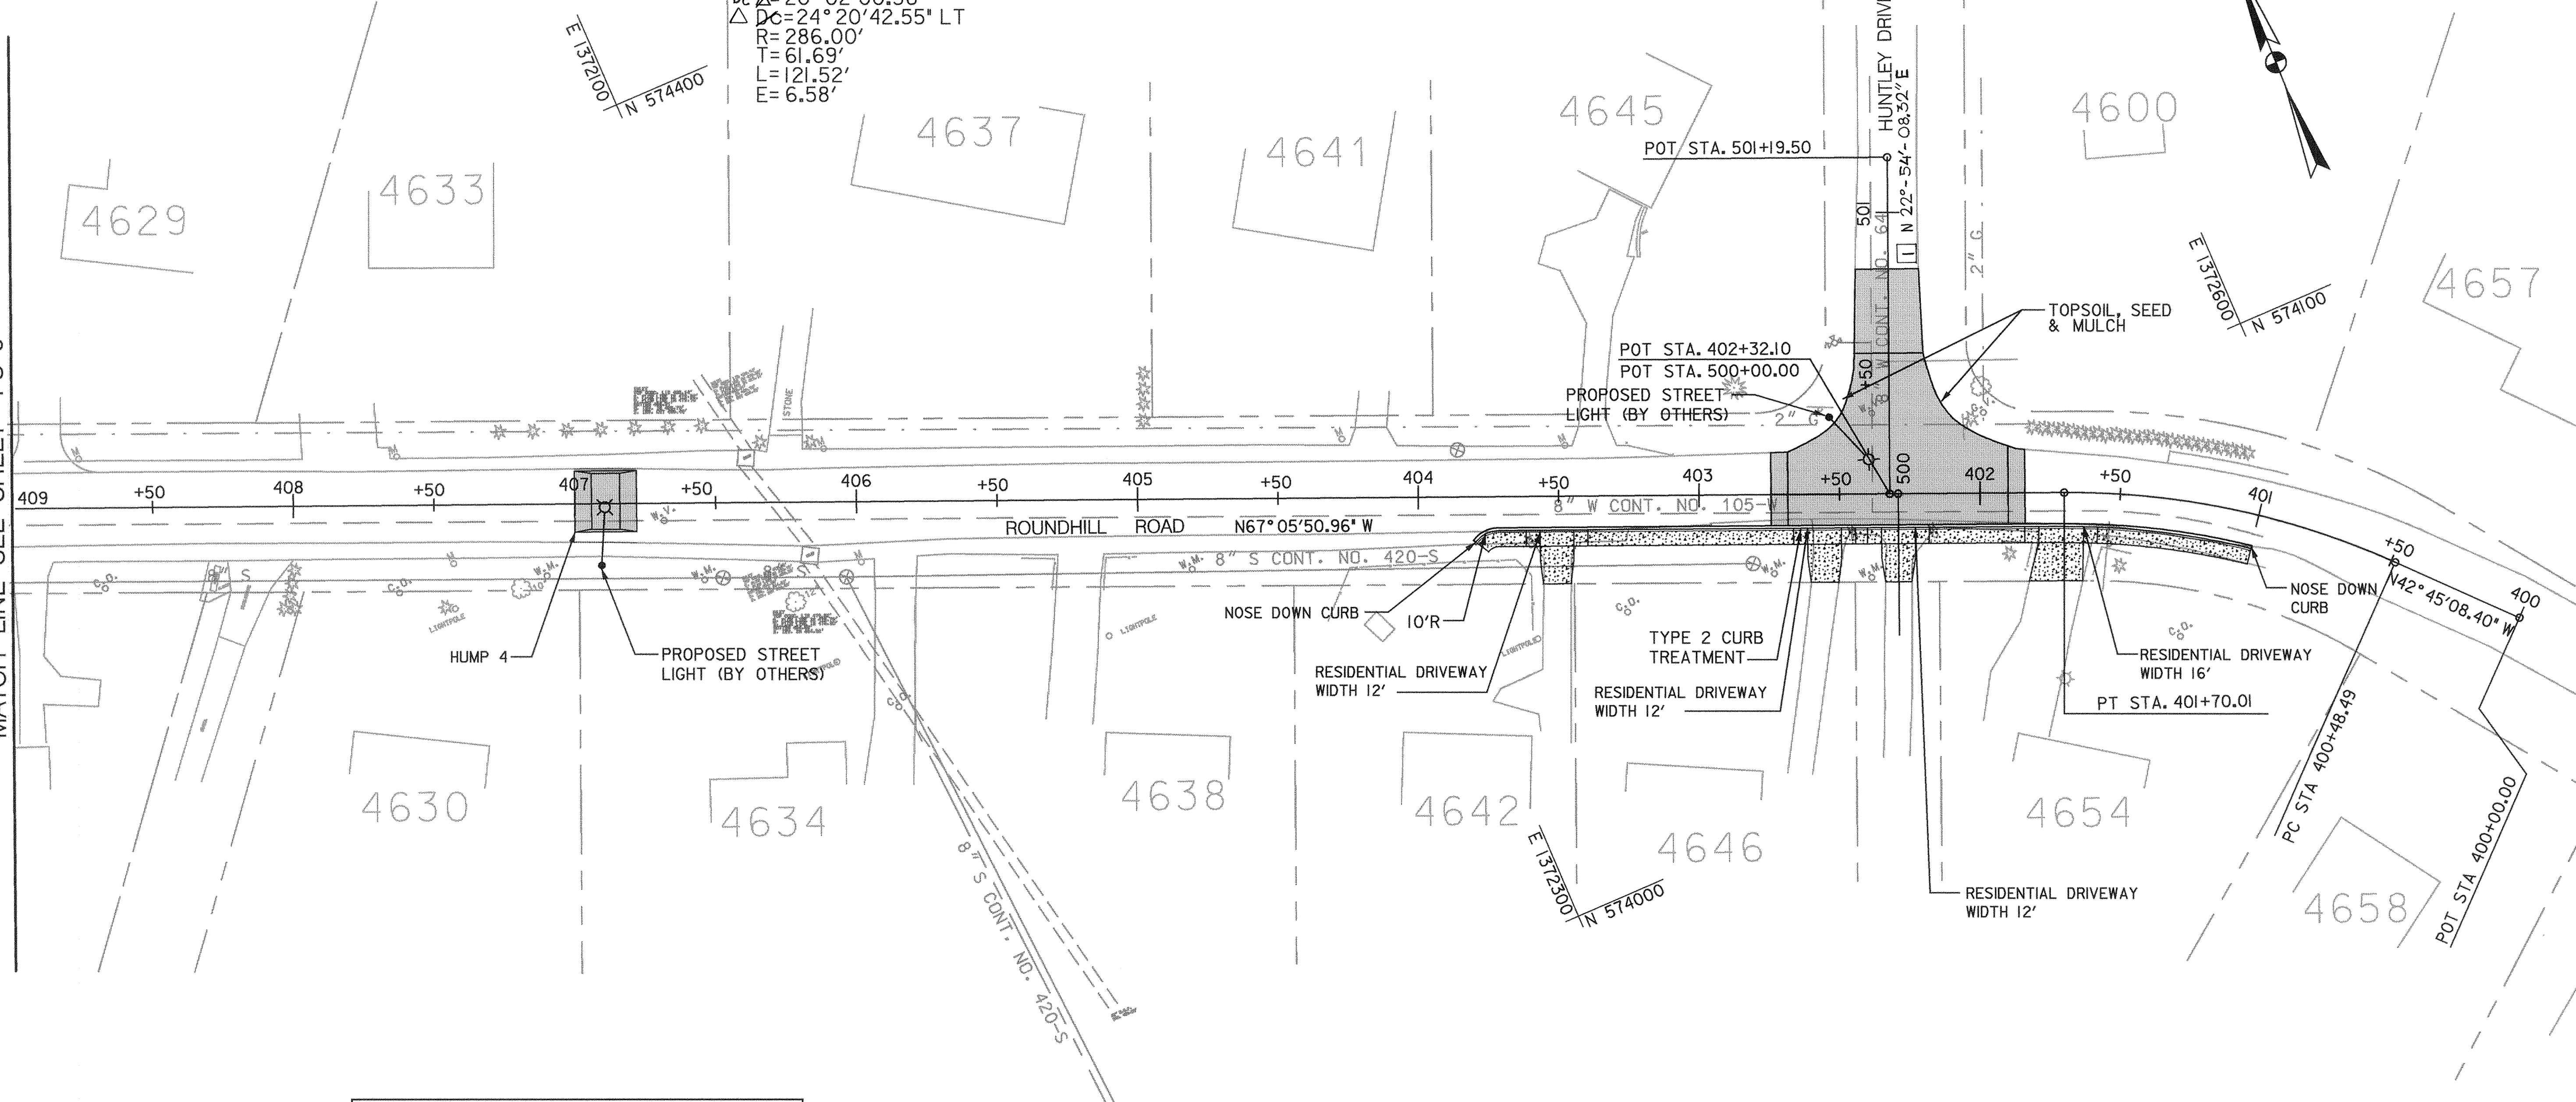 △ Dc=24°20'42.55" LT
R= 286.00'
T= 61.69'
L= 121.52'
E= 6.58'
E 1372100
N 574400
4629
4633
4637
4641
4645
4600
4657
HUNTLEY DRIVE
N 22°-54'-08.32" E
1
POT STA. 501+19.50
501
8" W CONT. NO. 64
2" G
E 1372600
N 574100
TOPSOIL, SEED
& MULCH
POT STA. 402+32.10
POT STA. 500+00.00
PROPOSED STREET
LIGHT (BY OTHERS)
2" G
+50
500
STONE
409
+50
408
+50
407
+50
406
+50
405
+50
404
+50
403
+50
402
+50
401
+50
400
8" W CONT. NO. 105-W
ROUNDHILL ROAD N67°05'50.96" W
N42°45'08.40" W
8" S CONT. NO. 420-S
W.V.
W.M.
C.O.
LIGHTPOLE
HUMP 4
PROPOSED STREET
LIGHT (BY OTHERS)
NOSE DOWN CURB
10'R
RESIDENTIAL DRIVEWAY
WIDTH 12'
TYPE 2 CURB
TREATMENT
RESIDENTIAL DRIVEWAY
WIDTH 12'
RESIDENTIAL DRIVEWAY
WIDTH 16'
PT STA. 401+70.01
NOSE DOWN
CURB
PC STA 400+48.49
POT STA 400+00.00
4630
4634
4638
4642
4646
4654
4658
E 1372300
N 574000
RESIDENTIAL DRIVEWAY
WIDTH 12'
8" S CONT. NO. 420-S